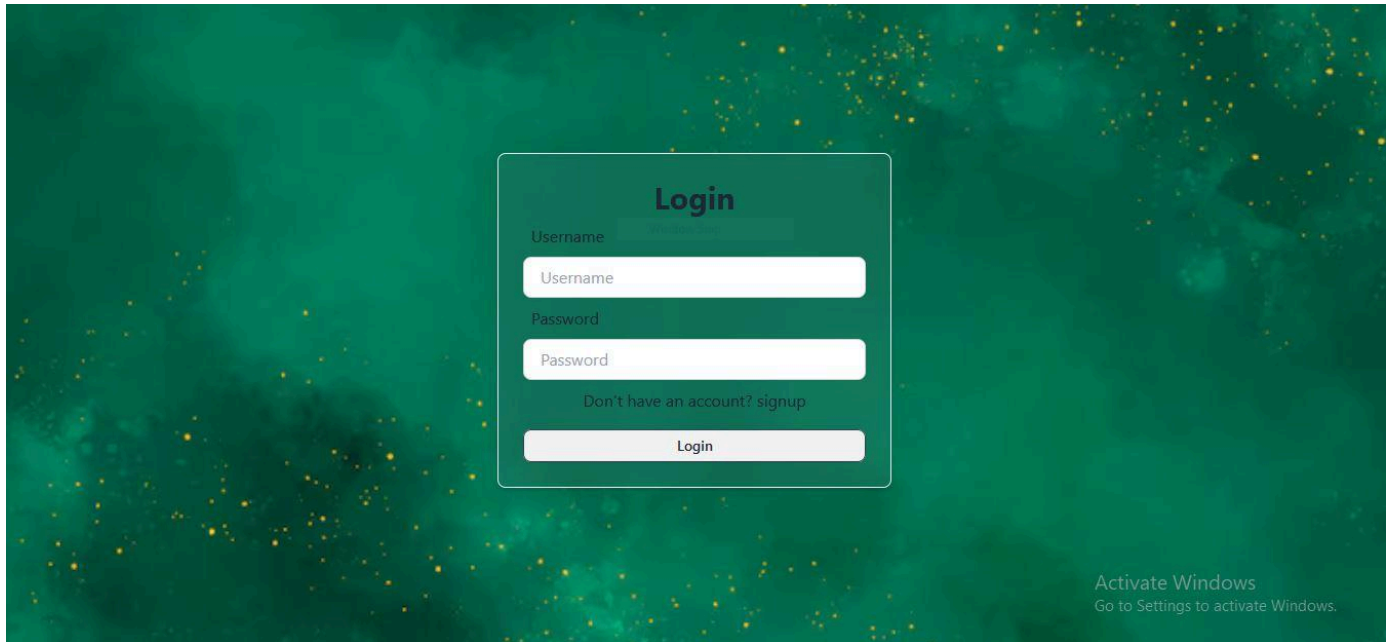 Login
Username
Username
Password
Password
Don't have an account? signup
Login
Activate Windows
Go to Settings to activate Windows.